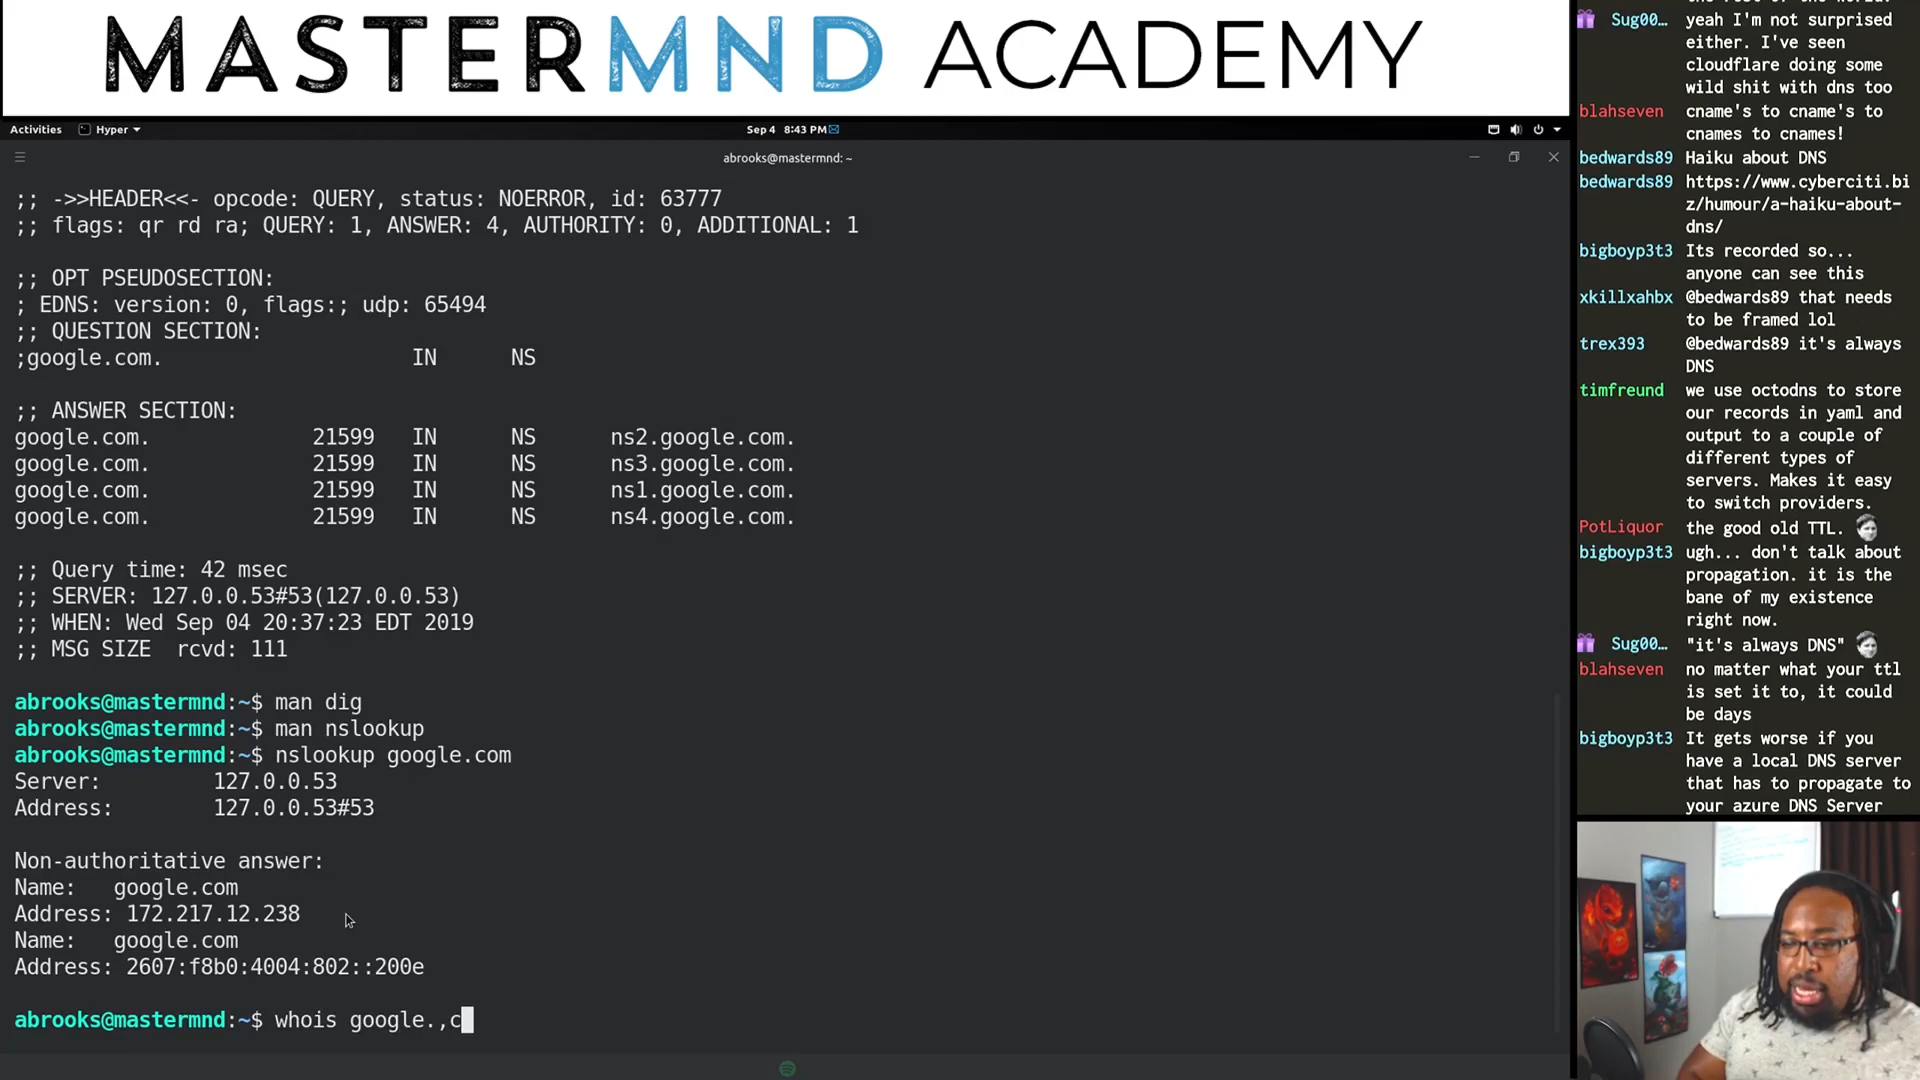 MASTERMND ACADEMY
Activities Hyper Sep 4 8:43 PM
abrooks@mastermnd: ~
;; ->>HEADER<<- opcode: QUERY, status: NOERROR, id: 63777
;; flags: qr rd ra; QUERY: 1, ANSWER: 4, AUTHORITY: 0, ADDITIONAL: 1
;; OPT PSEUDOSECTION:
; EDNS: version: 0, flags:; udp: 65494
;; QUESTION SECTION:
;google.com. IN NS
;; ANSWER SECTION:
google.com. 21599 IN NS ns2.google.com.
google.com. 21599 IN NS ns3.google.com.
google.com. 21599 IN NS ns1.google.com.
google.com. 21599 IN NS ns4.google.com.
;; Query time: 42 msec
;; SERVER: 127.0.0.53#53(127.0.0.53)
;; WHEN: Wed Sep 04 20:37:23 EDT 2019
;; MSG SIZE rcvd: 111
abrooks@mastermnd:~$ man dig
abrooks@mastermnd:~$ man nslookup
abrooks@mastermnd:~$ nslookup google.com
Server: 127.0.0.53
Address: 127.0.0.53#53
Non-authoritative answer:
Name: google.com
Address: 172.217.12.238
Name: google.com
Address: 2607:f8b0:4004:802::200e
abrooks@mastermnd:~$ whois google.,c
Sug00… yeah I'm not surprised
either. I've seen
cloudflare doing some
wild shit with dns too
blahseven cname's to cname's to
cnames to cnames!
bedwards89 Haiku about DNS
bedwards89 https://www.cyberciti.bi
z/humour/a-haiku-about-
dns/
bigboyp3t3 Its recorded so...
anyone can see this
xkillxahbx @bedwards89 that needs
to be framed lol
trex393 @bedwards89 it's always
DNS
timfreund we use octodns to store
our records in yaml and
output to a couple of
different types of
servers. Makes it easy
to switch providers.
PotLiquor the good old TTL.
bigboyp3t3 ugh... don't talk about
propagation. it is the
bane of my existence
right now.
Sug00… "it's always DNS"
blahseven no matter what your ttl
is set it to, it could
be days
bigboyp3t3 It gets worse if you
have a local DNS server
that has to propagate to
your azure DNS Server